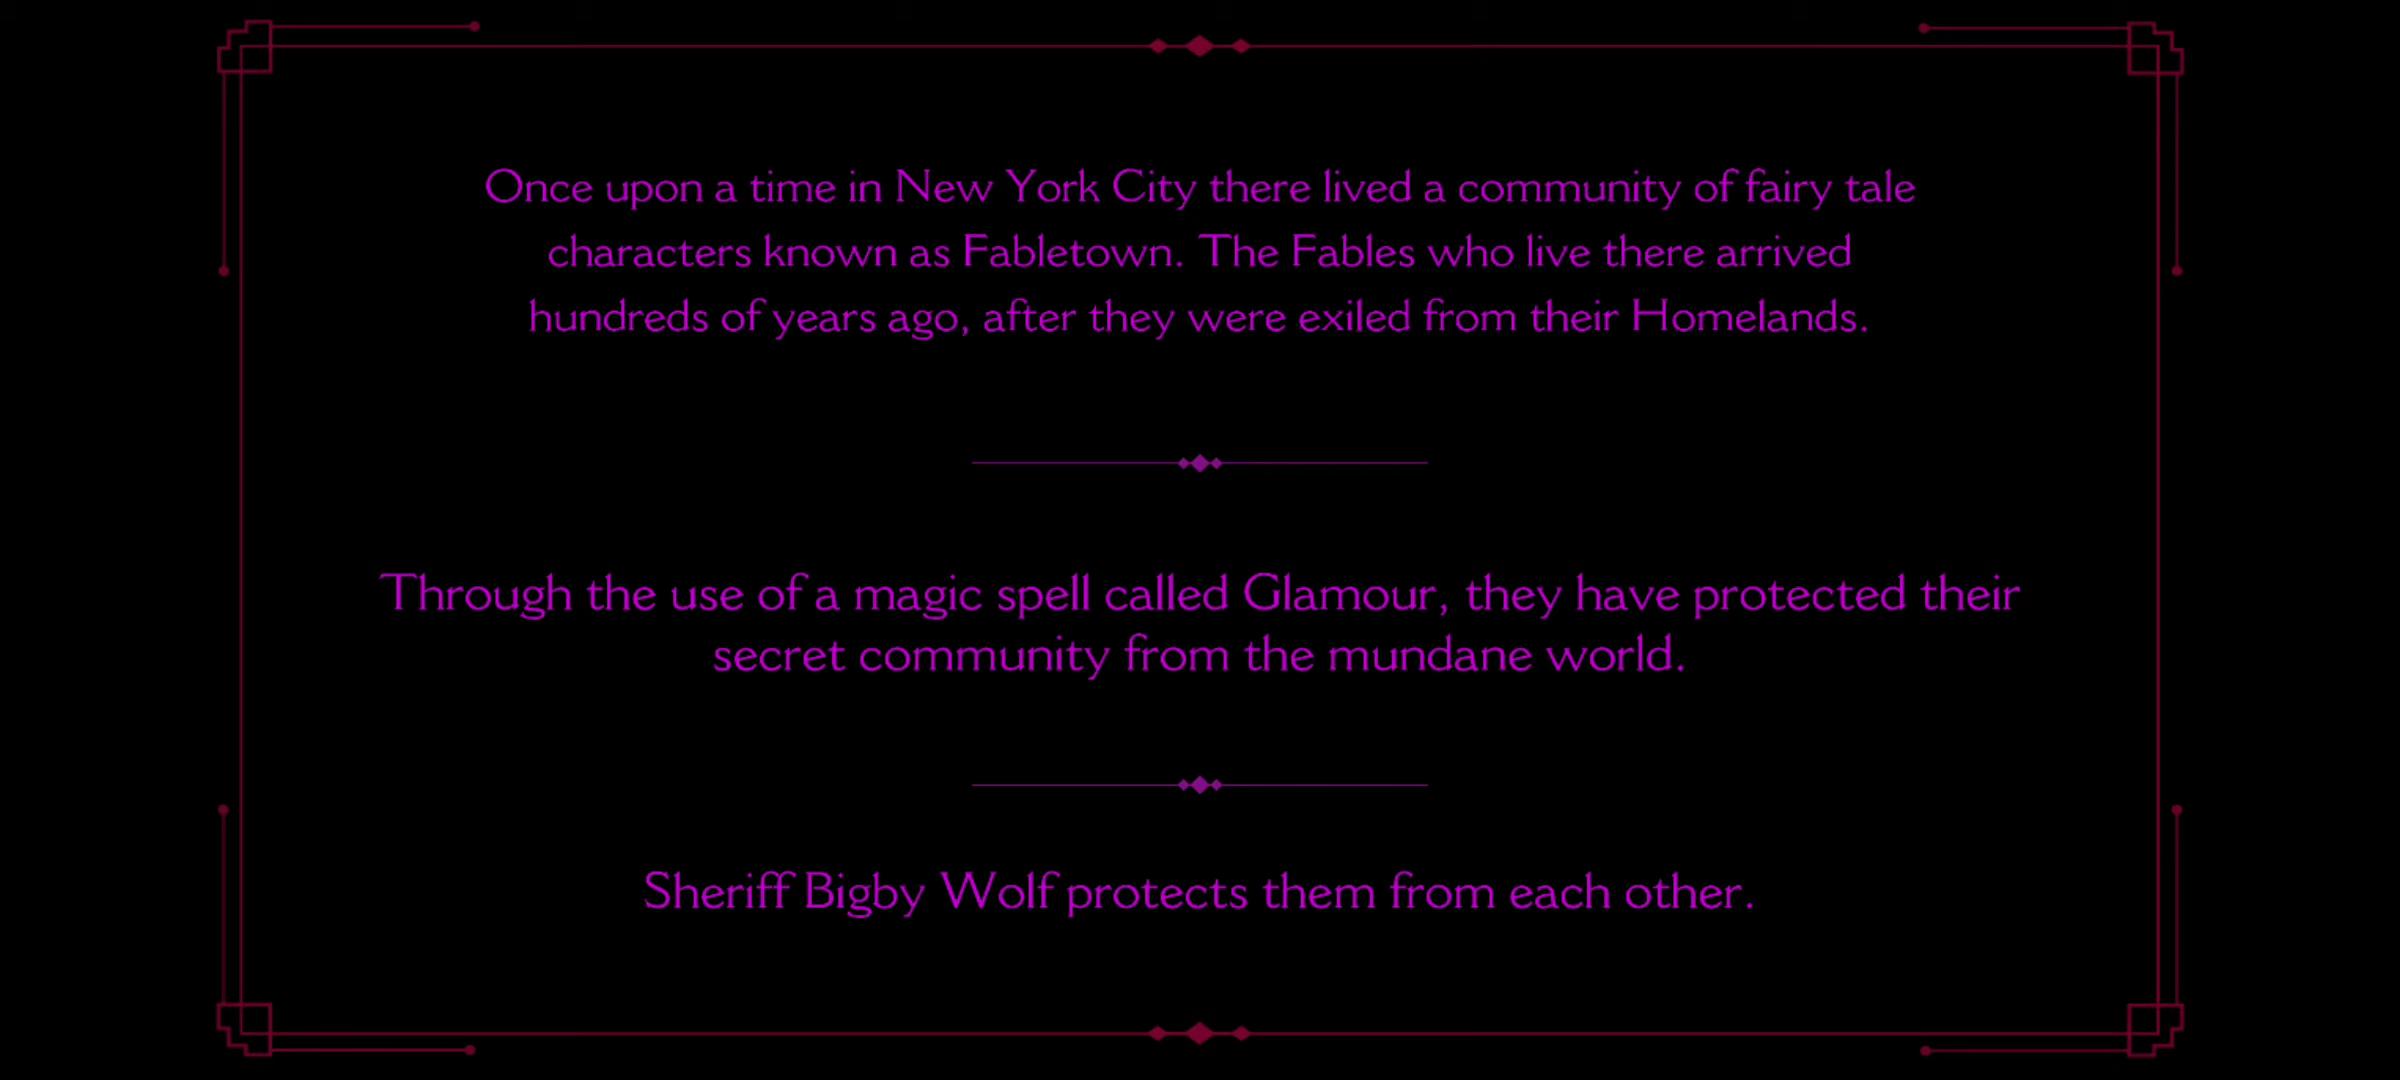 Once upon a time in New York City there lived a community of fairy tale
characters known as Fabletown. The Fables who live there arrived
hundreds of years ago, after they were exiled from their Homelands.
Through the use of a magic spell called Glamour, they have protected their
secret community from the mundane world.
Sheriff Bigby Wolf protects them from each other.